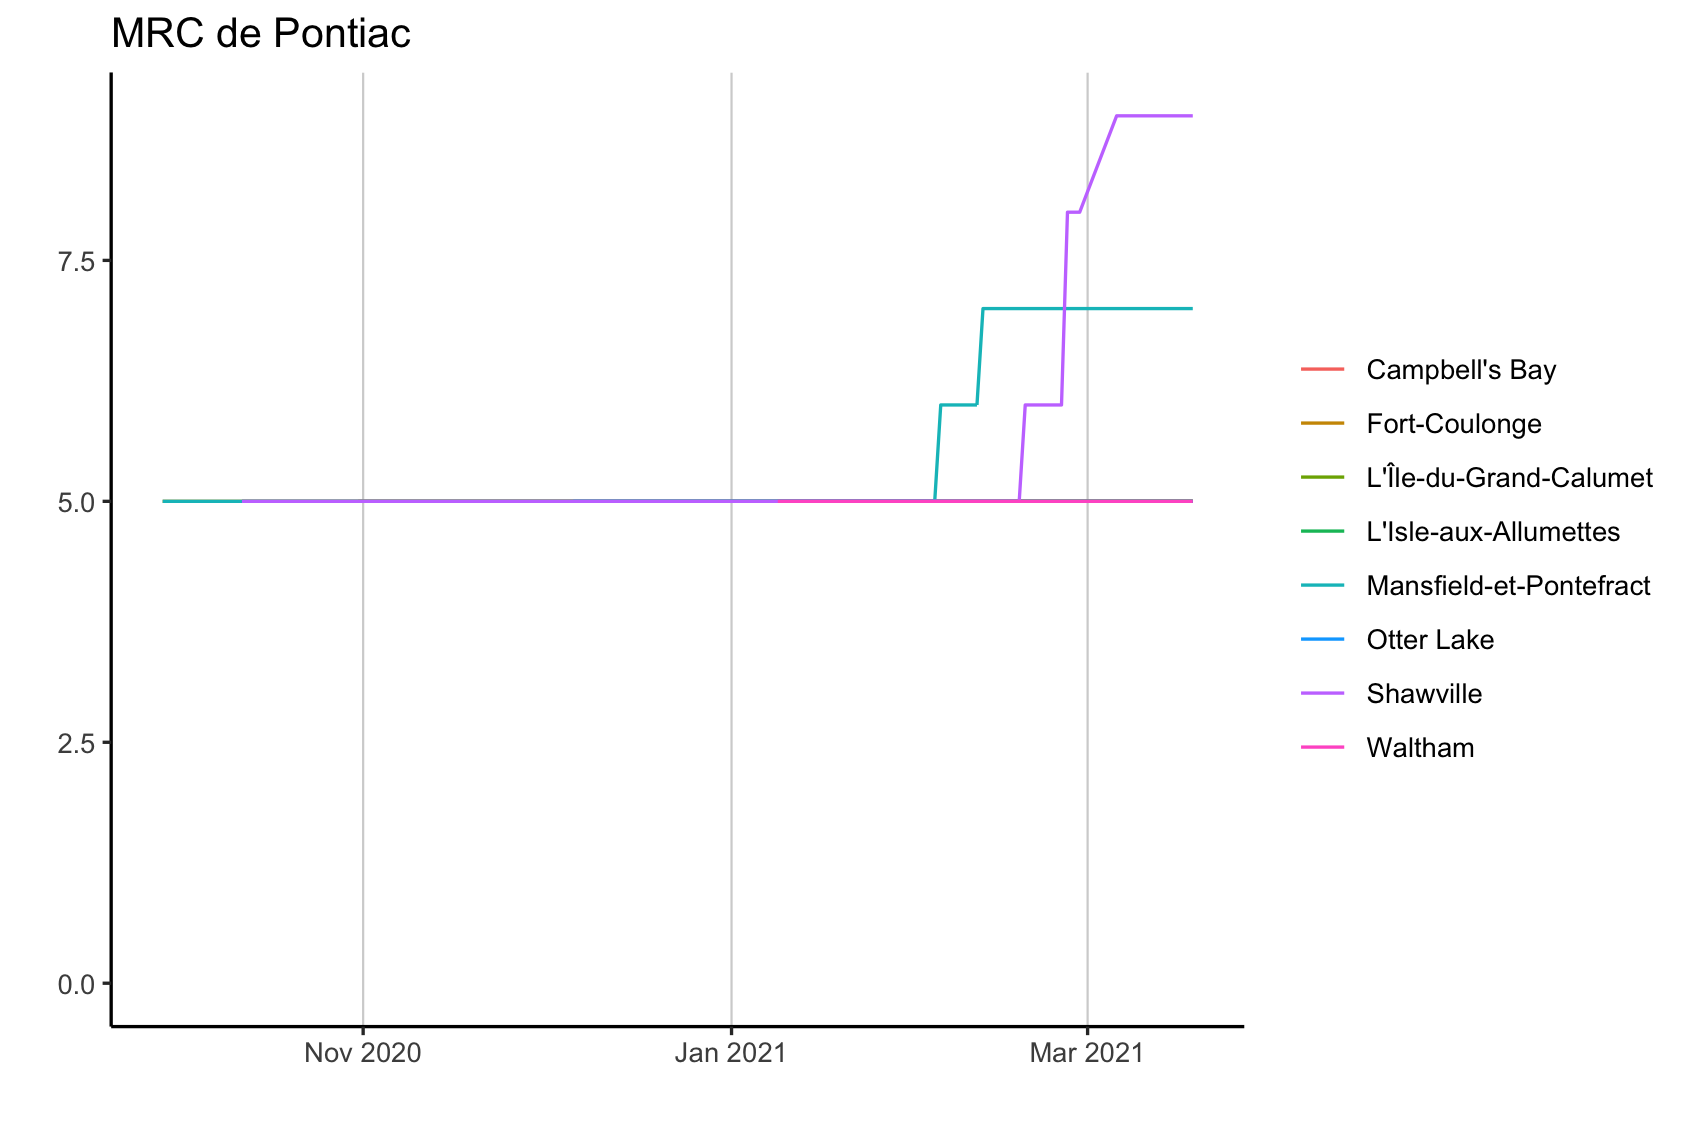 MRC de Pontiac
7.5
5.0
2.5
0.0
Nov 2020
Jan 2021
Mar 2021
Campbell's Bay
Fort-Coulonge
L'Île-du-Grand-Calumet
L'Isle-aux-Allumettes
Mansfield-et-Pontefract
Otter Lake
Shawville
Waltham